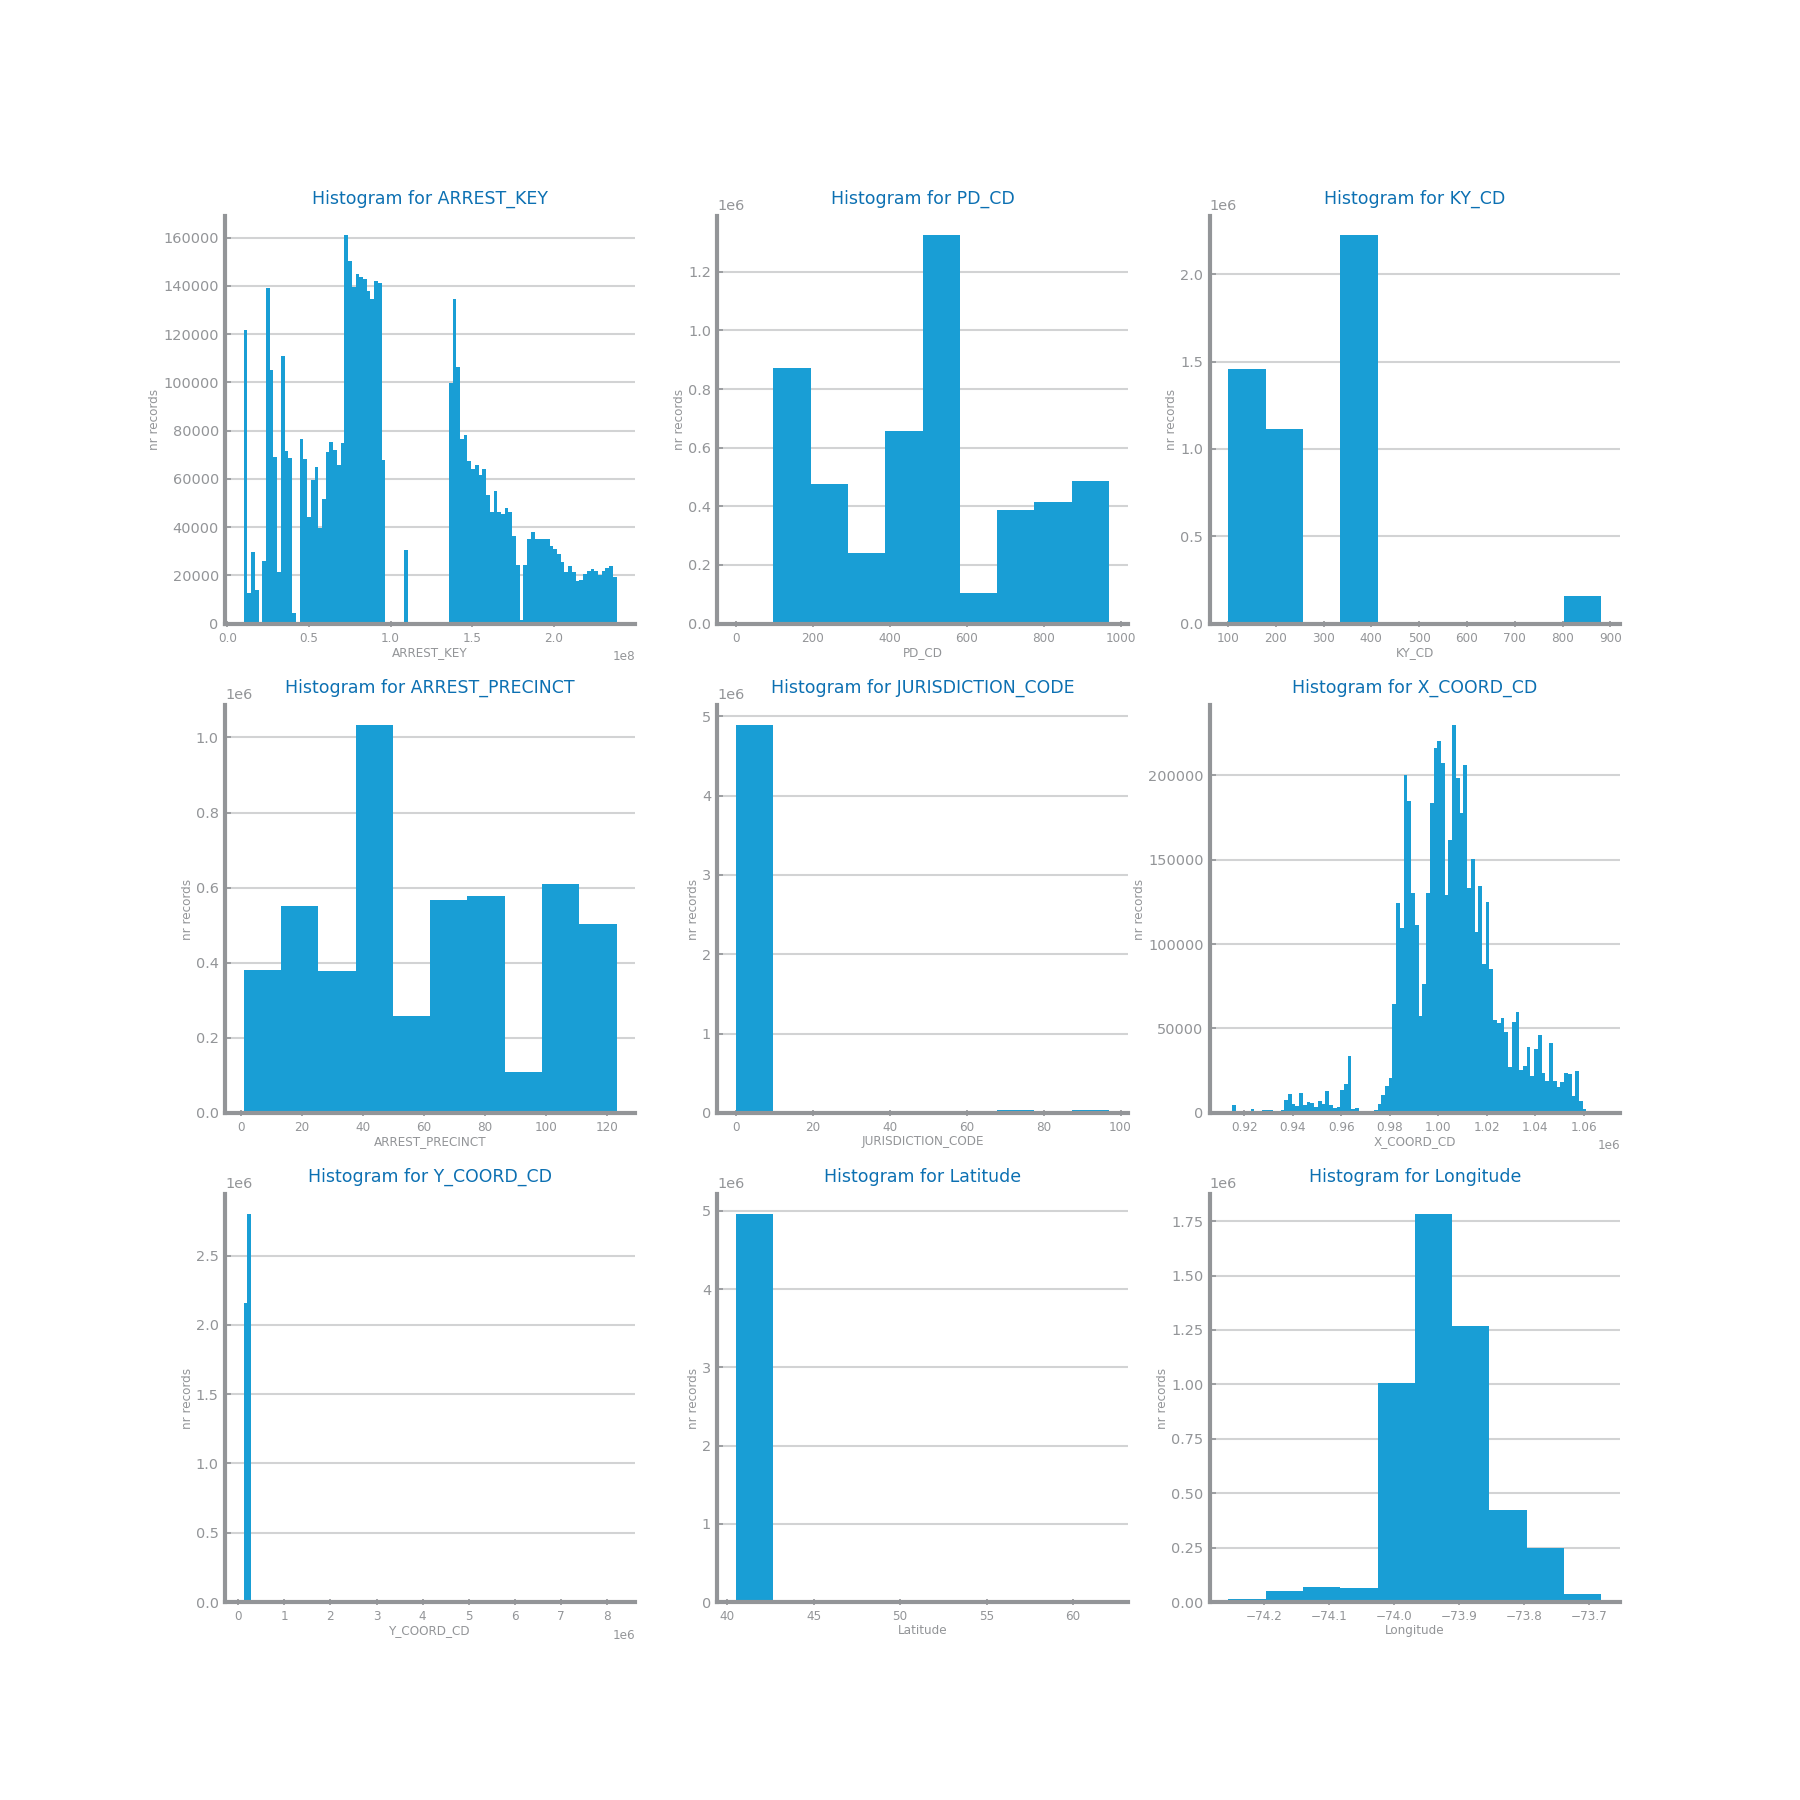 Histogram for ARREST_KEY
160000
140000
120000
100000
80000
60000
40000
20000
0
nr records
0.0 0.5 1.0 1.5 2.0
1e8
ARREST_KEY
Histogram for PD_CD
1e6
1.2
1.0
0.8
0.6
0.4
0.2
0.0
nr records
0 200 400 600 800 1000
PD_CD
Histogram for KY_CD
1e6
2.0
1.5
1.0
0.5
0.0
nr records
100 200 300 400 500 600 700 800 900
KY_CD
Histogram for ARREST_PRECINCT
1e6
1.0
0.8
0.6
0.4
0.2
0.0
nr records
0 20 40 60 80 100 120
ARREST_PRECINCT
Histogram for JURISDICTION_CODE
1e6
5
4
3
2
1
0
nr records
0 20 40 60 80 100
JURISDICTION_CODE
Histogram for X_COORD_CD
200000
150000
100000
50000
0
nr records
0.92 0.94 0.96 0.98 1.00 1.02 1.04 1.06
1e6
X_COORD_CD
Histogram for Y_COORD_CD
1e6
2.5
2.0
1.5
1.0
0.5
0.0
nr records
0 1 2 3 4 5 6 7 8
1e6
Y_COORD_CD
Histogram for Latitude
1e6
5
4
3
2
1
0
nr records
40 45 50 55 60
Latitude
Histogram for Longitude
1e6
1.75
1.50
1.25
1.00
0.75
0.50
0.25
0.00
nr records
−74.2 −74.1 −74.0 −73.9 −73.8 −73.7
Longitude